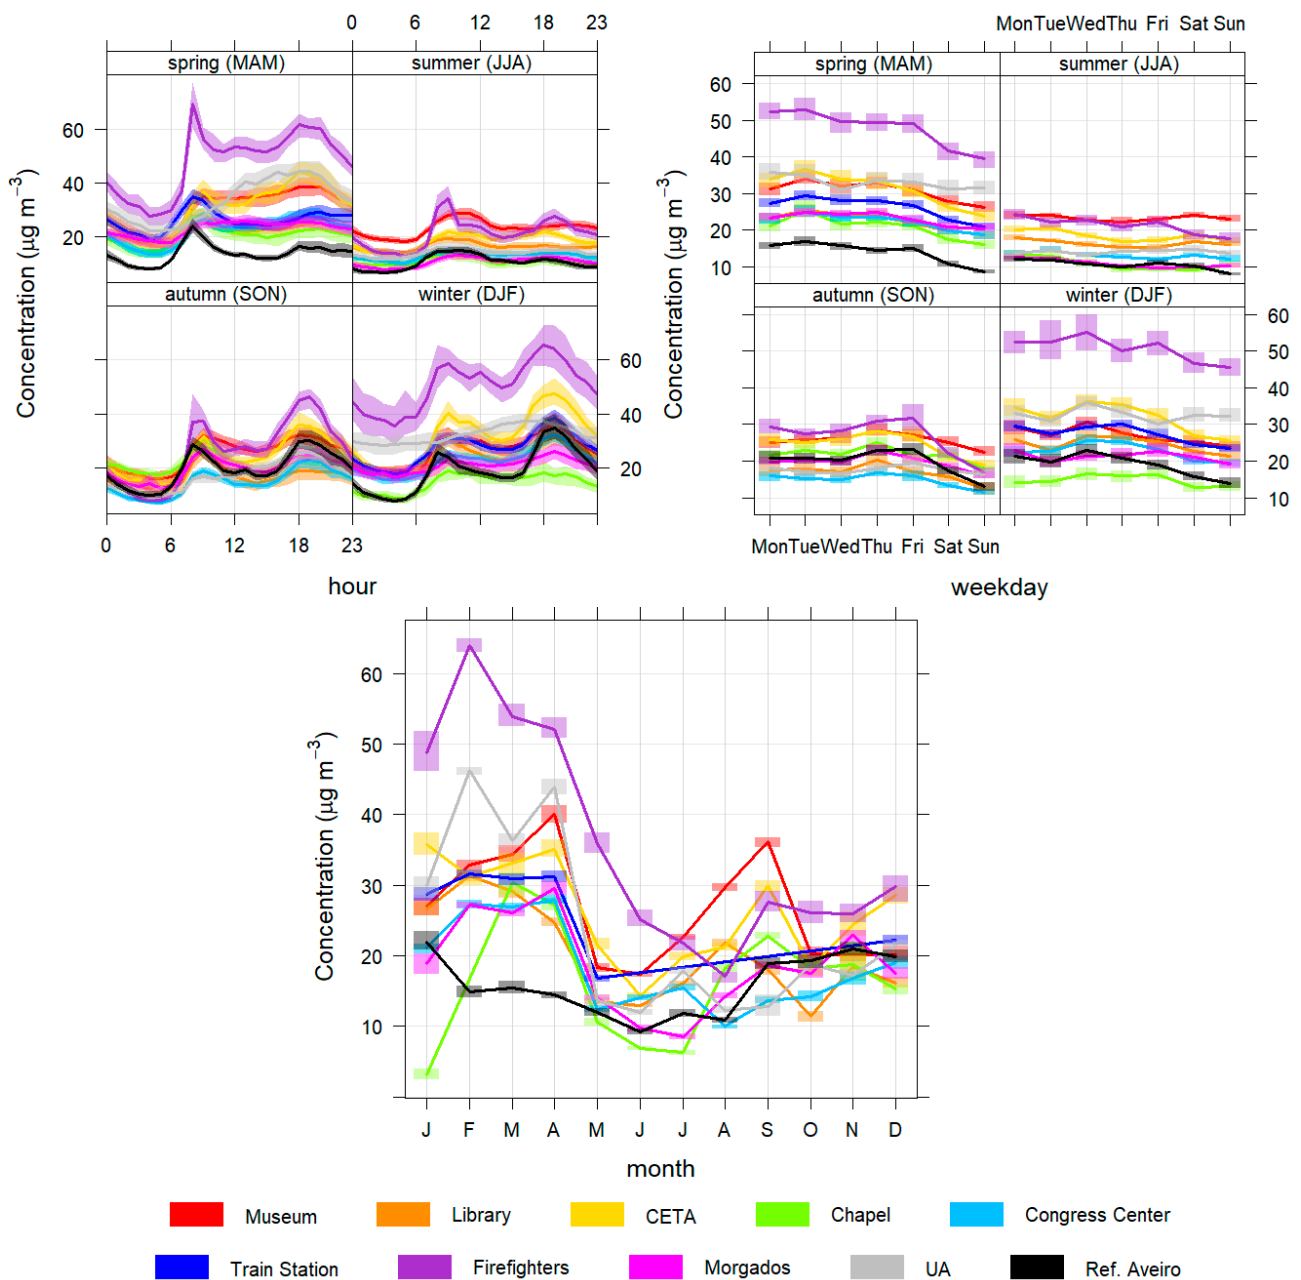 0 6 12 18 23
MonTueWedThu Fri Sat Sun
spring (MAM) summer (JJA)
spring (MAM) summer (JJA)
60
40
20
60
50
40
30
20
10
autumn (SON) winter (DJF)
autumn (SON) winter (DJF)
60
40
20
60
50
40
30
20
10
Concentration (µg m−3)
Concentration (µg m−3)
0 6 12 18 23
MonTueWedThu Fri Sat Sun
hour
weekday
60
50
40
30
20
10
Concentration (µg m−3)
J F M A M J J A S O N D
month
Museum Library CETA Chapel Congress Center
Train Station Firefighters Morgados UA Ref. Aveiro